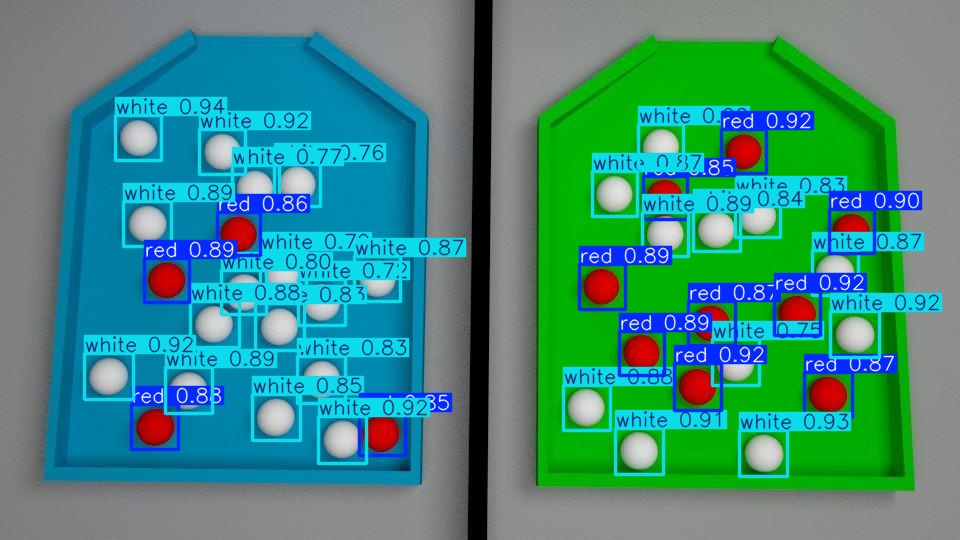 white 0.94
white 0.92
white 0.77
0.76
white 0.89
red 0.86
red 0.89
white 0.87
white 0.80
white 0.88
0.83
white 0.83
white 0.92
white 0.89
red 0.88
white 0.85
white 0.92
red 0.92
0.87
0.85
white 0.83
white 0.89
0.84
red 0.90
white 0.87
red 0.89
red 0.92
red 0.87
white 0.92
red 0.89
white 0.75
red 0.92
red 0.87
white 0.88
white 0.91
white 0.93